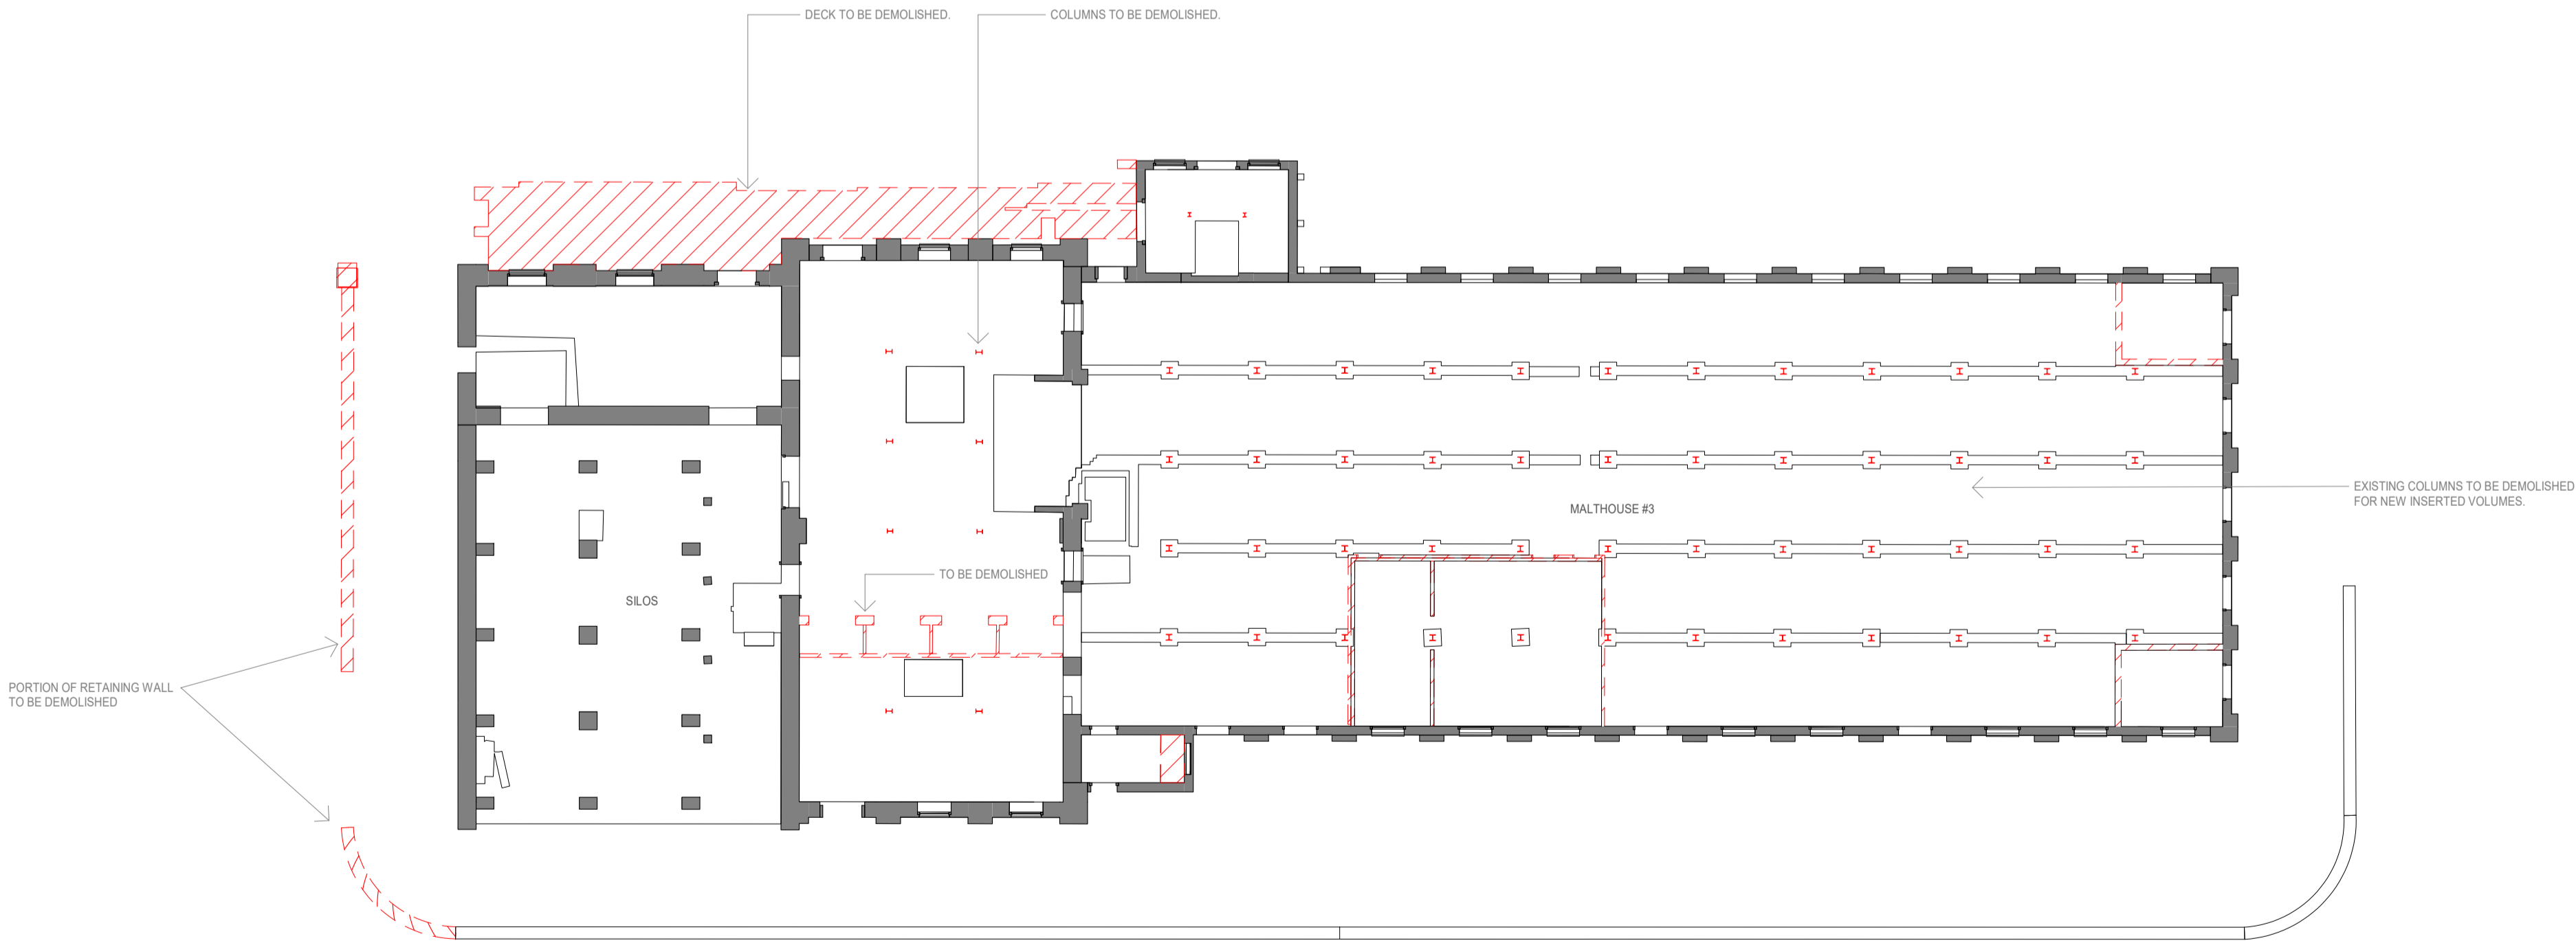 DECK TO BE DEMOLISHED.
COLUMNS TO BE DEMOLISHED.
EXISTING COLUMNS TO BE DEMOLISHED
FOR NEW INSERTED VOLUMES.
MALTHOUSE #3
TO BE DEMOLISHED
SILOS
PORTION OF RETAINING WALL
TO BE DEMOLISHED